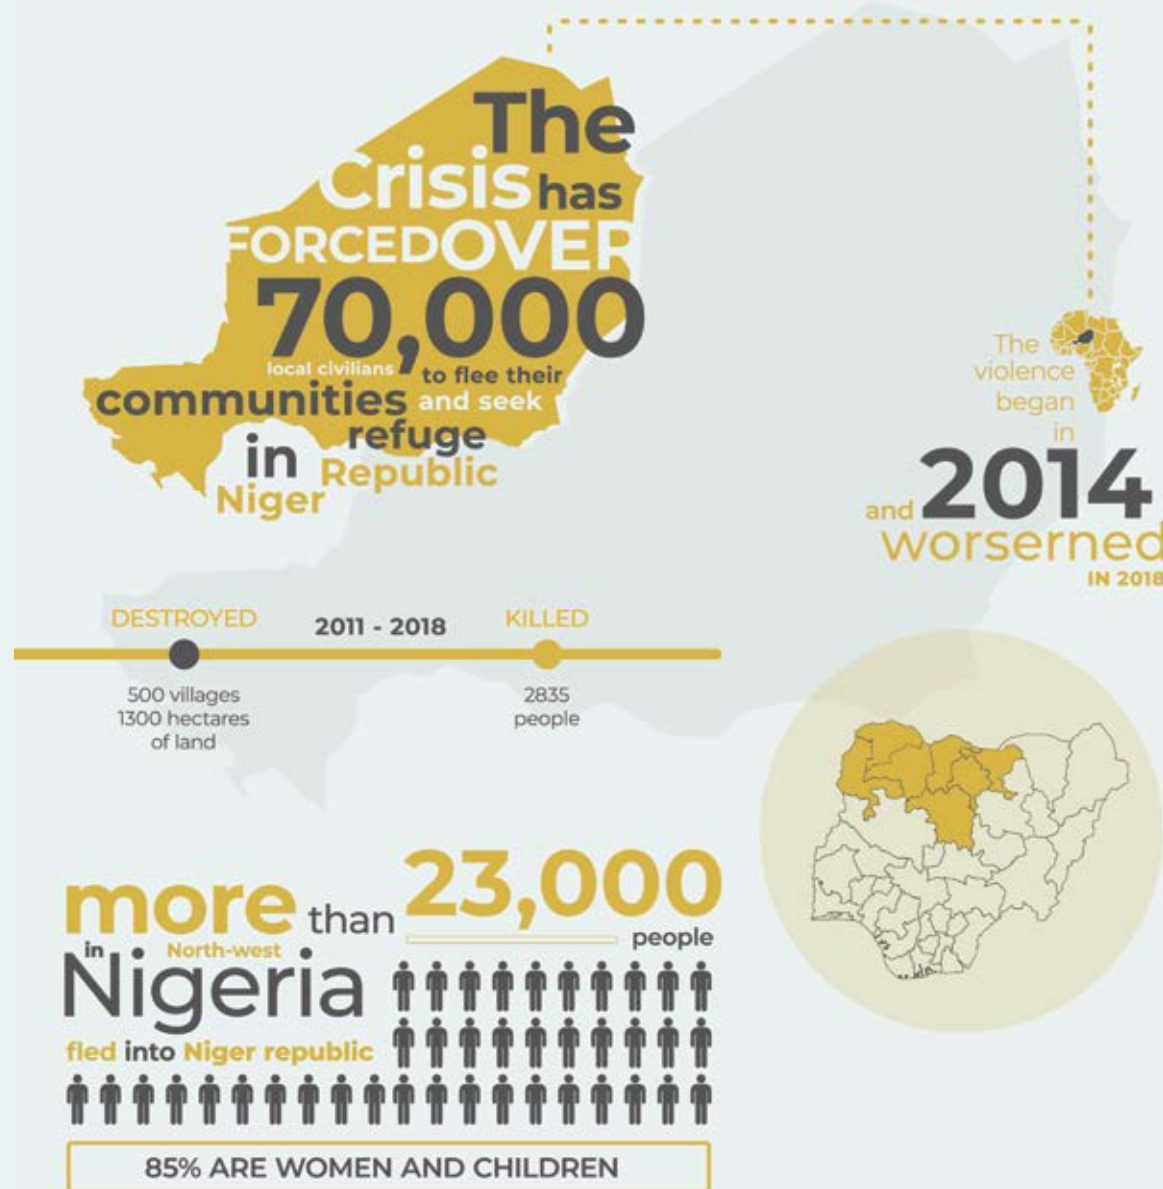 The
Crisis has
FORCED OVER
70,000
local civilians to flee their
communities and seek
in refuge
Niger Republic
The
violence
began
in
and 2014
worserned
IN 2018
DESTROYED 2011 - 2018 KILLED
500 villages
1300 hectares
of land
2835
people
more than 23,000
people
in North-west
Nigeria
fled into Niger republic
85% ARE WOMEN AND CHILDREN